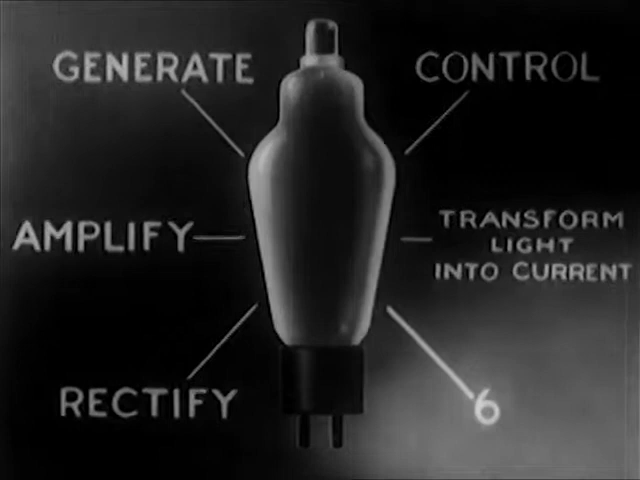 GENERATE
CONTROL
AMPLIFY
TRANSFORM
LIGHT
INTO CURRENT
RECTIFY
6